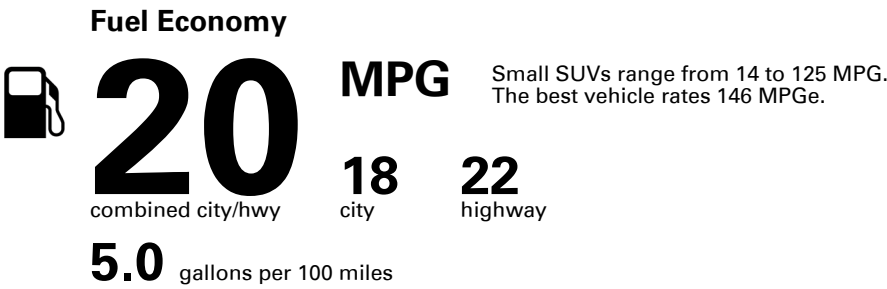 Fuel Economy
20 MPG
Small SUVs range from 14 to 125 MPG.
The best vehicle rates 146 MPGe.
combined city/hwy
18 city
22 highway
5.0 gallons per 100 miles